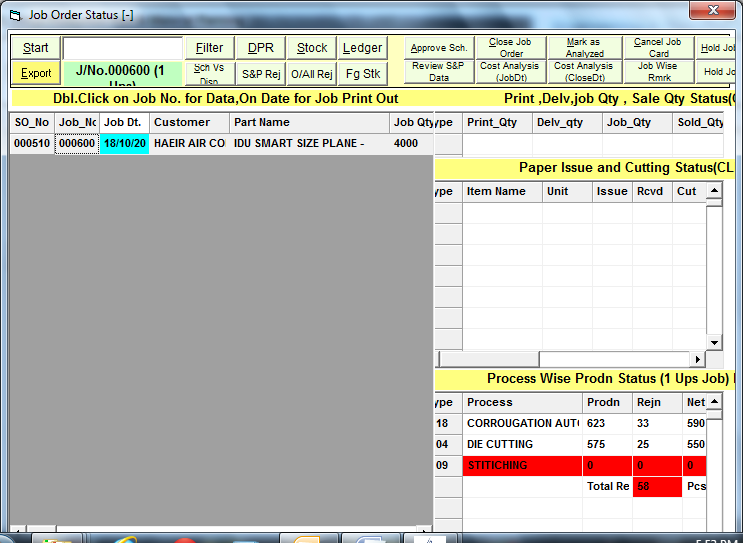 Job Order Status [-]
Start Filter DPR Stock Ledger Approve Sch. Close Job Order Mark as Analyzed Cancel Job Card Hold Jo
Export J/No.000600 (1 Ups) Sch Vs Disp S&P Rej O/All Rej Fg Stk Review S&P Data Cost Analysis (JobDt) Cost Analysis (CloseDt) Job Wise Rmrk Hold Jo
Dbl.Click on Job No. for Data,On Date for Job Print Out Print ,Delv,job Qty , Sale Qty Status(
SO_No Job_No Job Dt. Customer Part Name Job Qty ype Print_Qty Delv_qty Job_Qty Sold_Qty
000510 000600 18/10/20 HAEIR AIR CO IDU SMART SIZE PLANE - 4000
Paper Issue and Cutting Status(CL
ype Item Name Unit Issue Rcvd Cut
Process Wise Prodn Status (1 Ups Job)
ype Process Prodn Rejn Net
18 CORROUGATION AUTO 623 33 590
04 DIE CUTTING 575 25 550
09 STITICHING 0 0 0
Total Re 58 Pcs